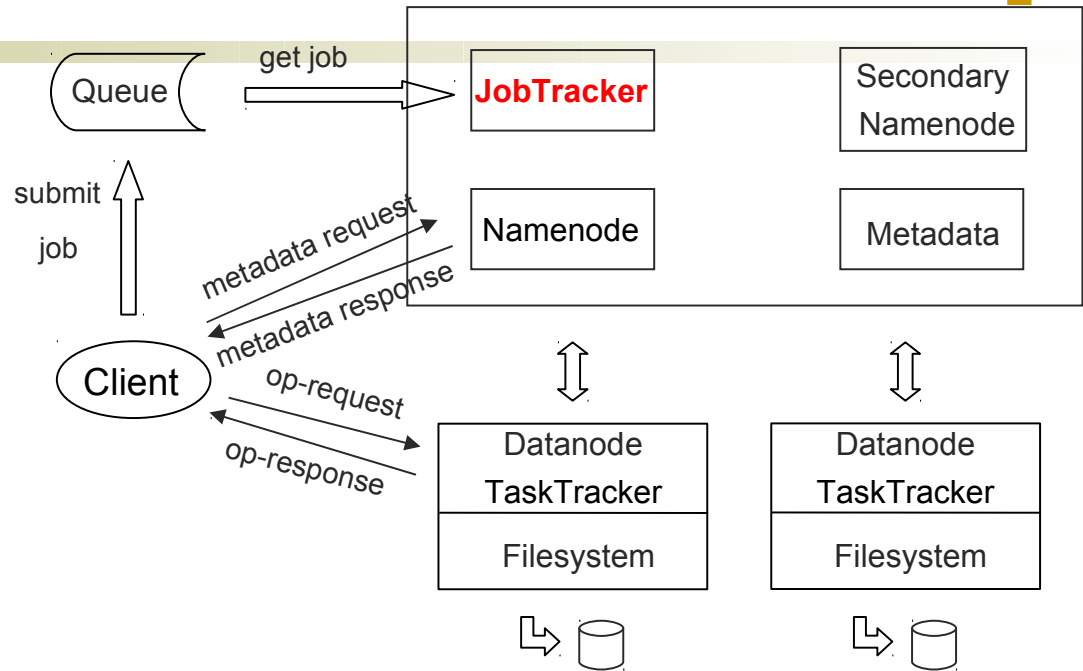 get job
Queue
JobTracker
Secondary
Namenode
submit
job
metadata request
metadata response
Namenode
Metadata
Client
op-request
op-response
Datanode
TaskTracker
Filesystem
Datanode
TaskTracker
Filesystem